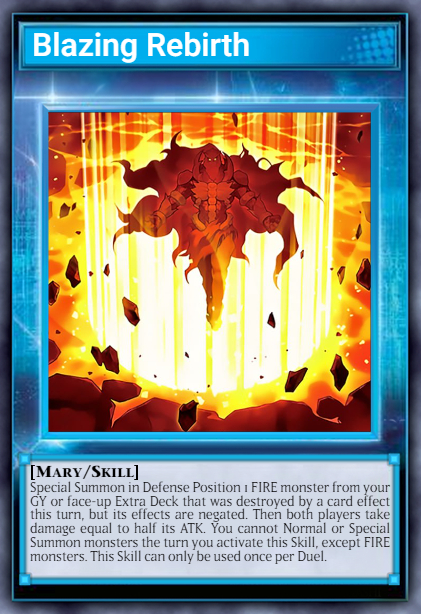 Blazing Rebirth
[Mary/Skill]
Special Summon in Defense Position 1 FIRE monster from your
GY or face-up Extra Deck that was destroyed by a card effect
this turn, but its effects are negated. Then both players take
damage equal to half its ATK. You cannot Normal or Special
Summon monsters the turn you activate this Skill, except FIRE
monsters. This Skill can only be used once per Duel.